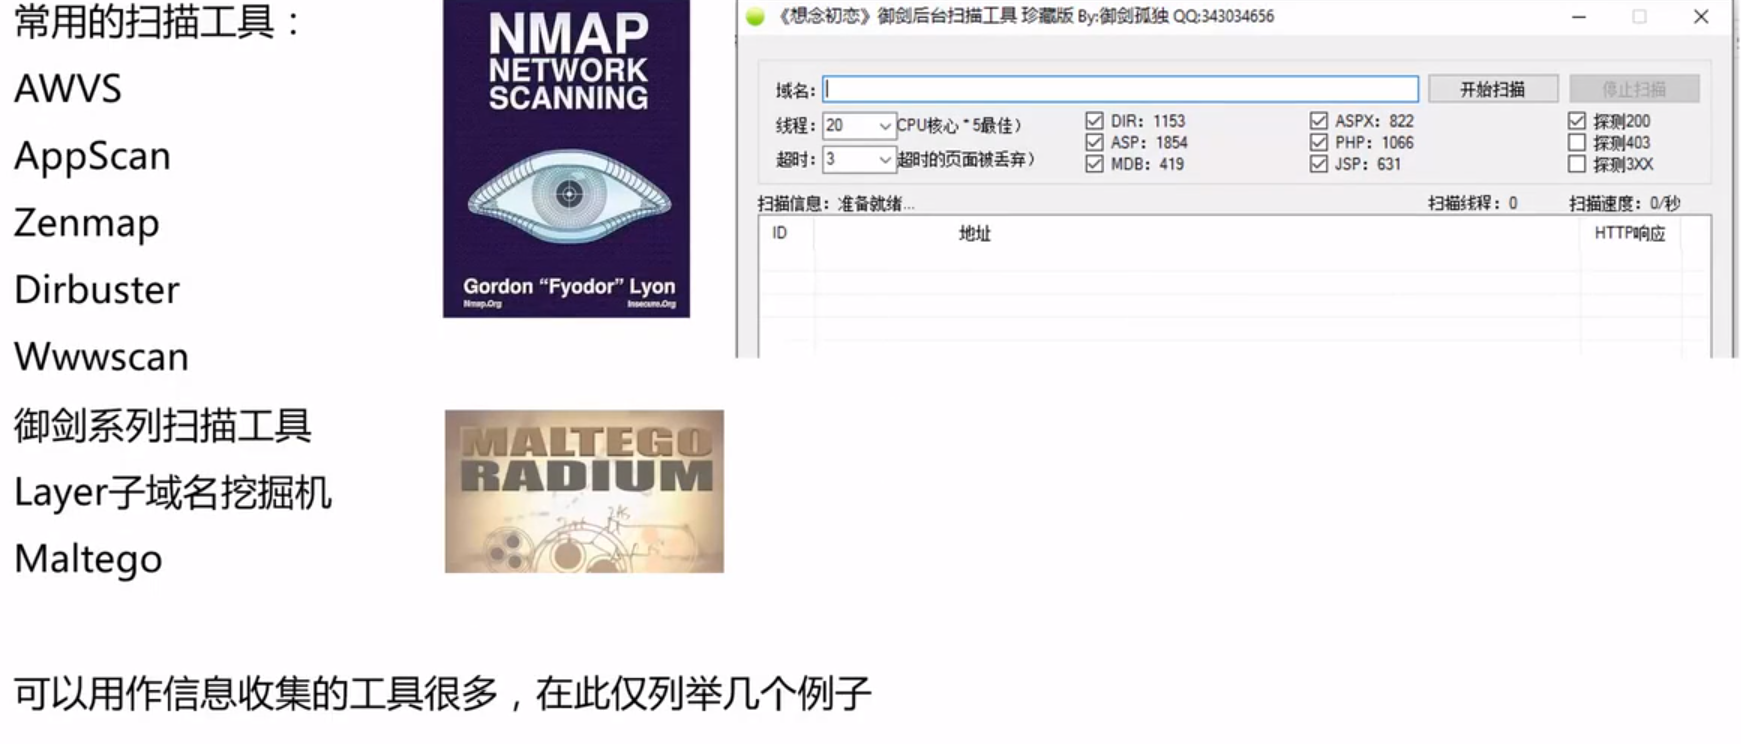 常用的扫描工具：
AWVS
AppScan
Zenmap
Dirbuster
Wwwscan
御剑系列扫描工具
Layer子域名挖掘机
Maltego
可以用作信息收集的工具很多，在此仅列举几个例子
NMAP
NETWORK
SCANNING
Gordon “Fyodor” Lyon
Nmap.Org Insecure.Org
MALTEGO
RADIUM
《想念初恋》御剑后台扫描工具 珍藏版 By:御剑孤独 QQ:343034656
域名： 开始扫描 停止扫描
线程： 20 CPU核心 * 5最佳） DIR：1153 ASPX：822 探测200
ASP：1854 PHP：1066 探测403
超时： 3 超时的页面被丢弃） MDB：419 JSP：631 探测3XX
扫描信息：准备就绪... 扫描线程：0 扫描速度：0/秒
ID 地址 HTTP响应